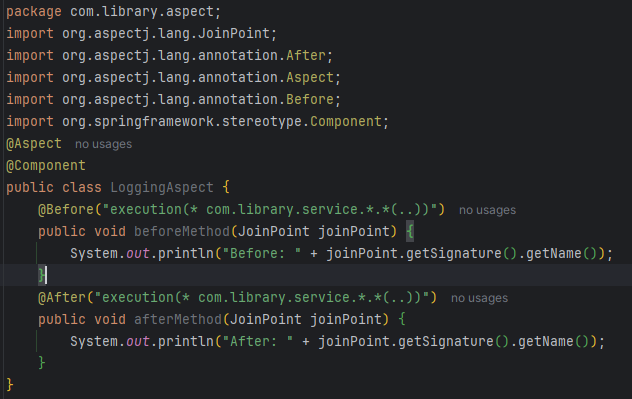 package com.library.aspect;
import org.aspectj.lang.JoinPoint;
import org.aspectj.lang.annotation.After;
import org.aspectj.lang.annotation.Aspect;
import org.aspectj.lang.annotation.Before;
import org.springframework.stereotype.Component;
@Aspect no usages
@Component
public class LoggingAspect {
    @Before("execution(* com.library.service.*.*(..))") no usages
    public void beforeMethod(JoinPoint joinPoint) {
        System.out.println("Before: " + joinPoint.getSignature().getName());
    }
    @After("execution(* com.library.service.*.*(..))") no usages
    public void afterMethod(JoinPoint joinPoint) {
        System.out.println("After: " + joinPoint.getSignature().getName());
    }
}